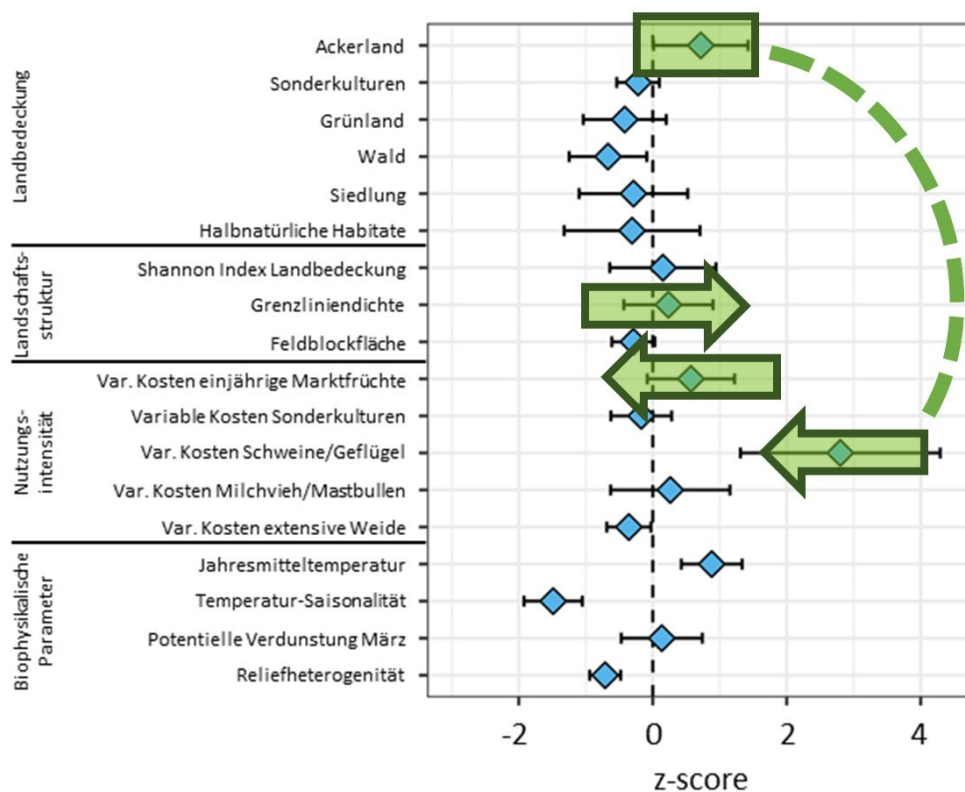 Landbedeckung
Ackerland
Sonderkulturen
Grünland
Wald
Siedlung
Halbnatürliche Habitate
Landschafts-
struktur
Shannon Index Landbedeckung
Grenzliniendichte
Feldblockfläche
Nutzungs-
intensität
Var. Kosten einjährige Marktfrüchte
Variable Kosten Sonderkulturen
Var. Kosten Schweine/Geflügel
Var. Kosten Milchvieh/Mastbullen
Var. Kosten extensive Weide
Biophysikalische
Parameter
Jahresmitteltemperatur
Temperatur-Saisonalität
Potentielle Verdunstung März
Reliefheterogenität
-2 0 2 4
z-score